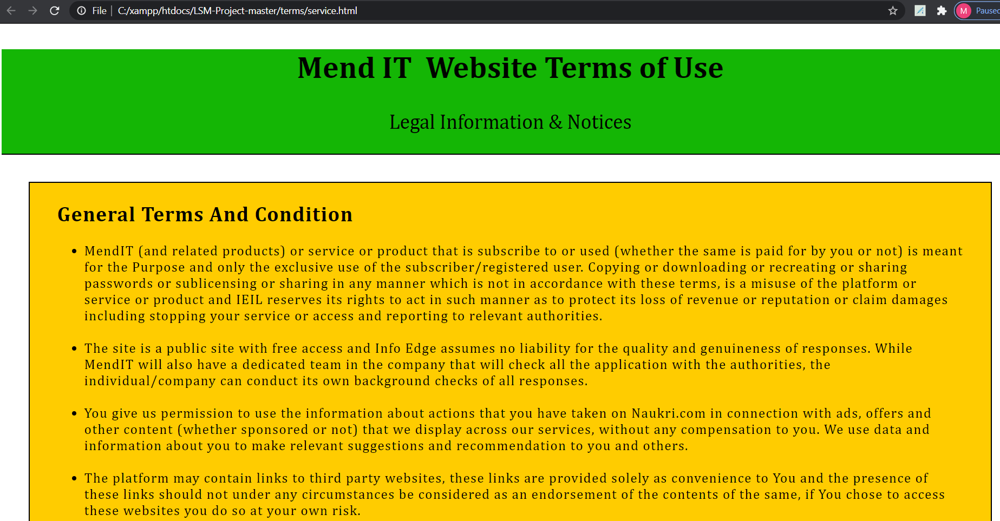 File | C:/xampp/htdocs/LSM-Project-master/terms/service.html
M Paused
Mend IT  Website Terms of Use
Legal Information & Notices
General Terms And Condition
• MendIT (and related products) or service or product that is subscribe to or used (whether the same is paid for by you or not) is meant
for the Purpose and only the exclusive use of the subscriber/registered user. Copying or downloading or recreating or sharing
passwords or sublicensing or sharing in any manner which is not in accordance with these terms, is a misuse of the platform or
service or product and IEIL reserves its rights to act in such manner as to protect its loss of revenue or reputation or claim damages
including stopping your service or access and reporting to relevant authorities.
• The site is a public site with free access and Info Edge assumes no liability for the quality and genuineness of responses. While
MendIT will also have a dedicated team in the company that will check all the application with the authorities, the
individual/company can conduct its own background checks of all responses.
• You give us permission to use the information about actions that you have taken on Naukri.com in connection with ads, offers and
other content (whether sponsored or not) that we display across our services, without any compensation to you. We use data and
information about you to make relevant suggestions and recommendation to you and others.
• The platform may contain links to third party websites, these links are provided solely as convenience to You and the presence of
these links should not under any circumstances be considered as an endorsement of the contents of the same, if You chose to access
these websites you do so at your own risk.